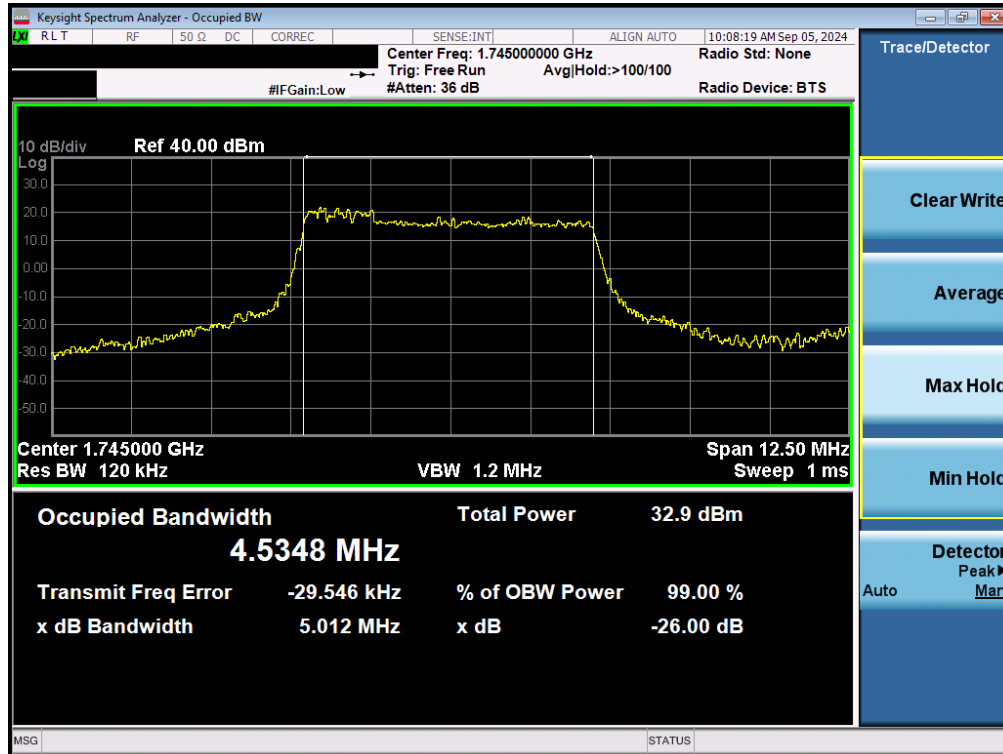 Keysight Spectrum Analyzer - Occupied BW
LXI RLT RF 50 Ω DC CORREC SENSE:INT ALIGN AUTO 10:08:19 AM Sep 05, 2024
Center Freq: 1.745000000 GHz Radio Std: None
Trig: Free Run Avg|Hold:>100/100
#IFGain:Low #Atten: 36 dB Radio Device: BTS
Trace/Detector
10 dB/div Ref 40.00 dBm
Log
30.0
20.0
10.0
0.00
-10.0
-20.0
-30.0
-40.0
-50.0
Center 1.745000 GHz Span 12.50 MHz
Res BW 120 kHz VBW 1.2 MHz Sweep 1 ms
Occupied Bandwidth Total Power 32.9 dBm
4.5348 MHz
Transmit Freq Error -29.546 kHz % of OBW Power 99.00 %
x dB Bandwidth 5.012 MHz x dB -26.00 dB
Clear Write
Average
Max Hold
Min Hold
Detector
Peak▶
Auto Man
MSG STATUS